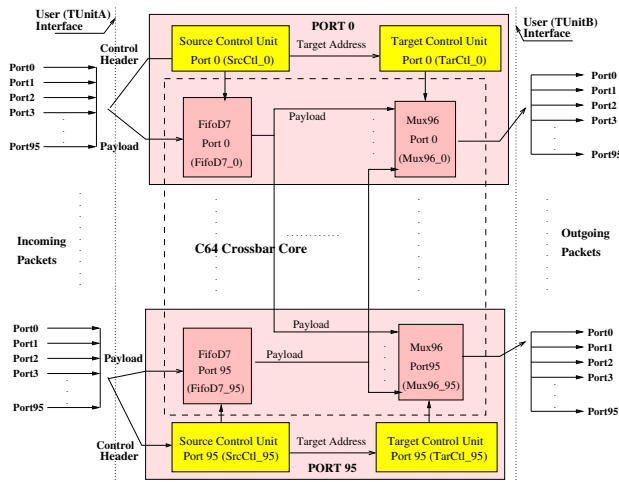 User (TUnitA)
Interface
PORT 0
User (TUnitB)
Interface
Control
Header
Source Control Unit
Port 0 (SrcCtl_0)
Target Address
Target Control Unit
Port 0 (TarCtl_0)
Port0
Port1
Port2
Port3
Port95
Payload
FifoD7
Port 0
(FifoD7_0)
Payload
Mux96
Port 0
(Mux96_0)
Port0
Port1
Port2
Port3
Port95
Incoming
Packets
C64 Crossbar Core
Outgoing
Packets
Port0
Port1
Port2
Port3
Port95
Payload
Control
Header
FifoD7
Port 95
(FifoD7_95)
Payload
Payload
Mux96
Port95
(Mux96_95)
Port0
Port1
Port2
Port3
Port95
Source Control Unit
Port 95 (SrcCtl_95)
Target Address
Target Control Unit
Port 95 (TarCtl_95)
PORT 95